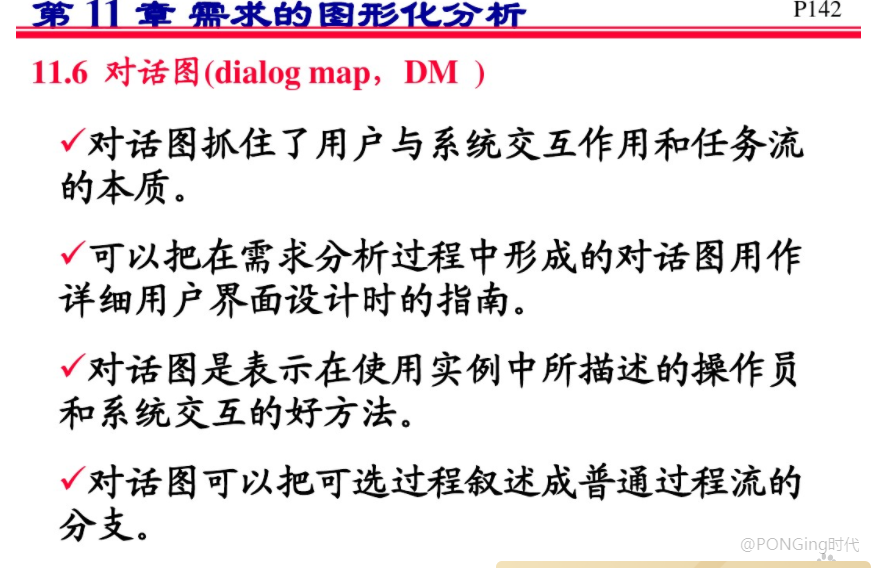 第 11 章 需求的图形化分析
P142
11.6 对话图(dialog map，DM )
✓对话图抓住了用户与系统交互作用和任务流
的本质。
✓可以把在需求分析过程中形成的对话图用作
详细用户界面设计时的指南。
✓对话图是表示在使用实例中所描述的操作员
和系统交互的好方法。
✓对话图可以把可选过程叙述成普通过程流的
分支。
@PONGing时代